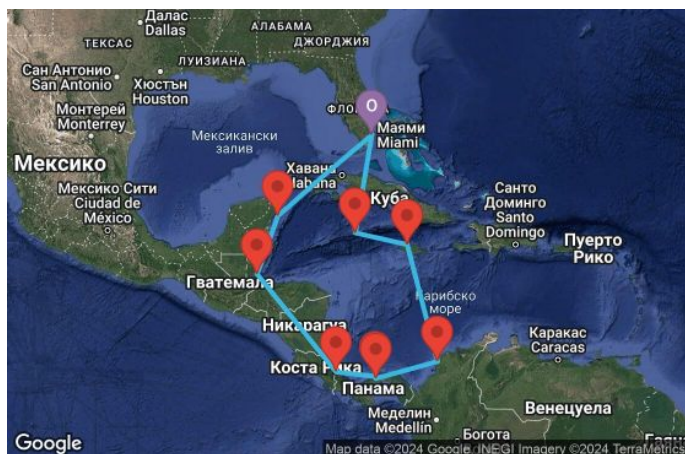 Далас
Dallas
АЛАБАМА
ТЕКСАС
ДЖОРДЖИЯ
ЛУИЗИАНА
Сан Антонио
San Antonio
Хюстън
Houston
ФЛО
O
Монтерей
Monterrey
Маями
Miami
Мексикански
залив
Мексико
Хавана
Habana
Мексико Сити
Ciudad de
México
Куба
Санто
Доминго
Santo
Domingo
Пуерто
Рико
Гватемала
Карибско
море
Никарагуа
Каракас
Caracas
Коста Рика
Панама
Венецуела
Меделин
Medellín
Богота
Google
Map data ©2024 Google, INEGI Imagery ©2024 TerraMetrics